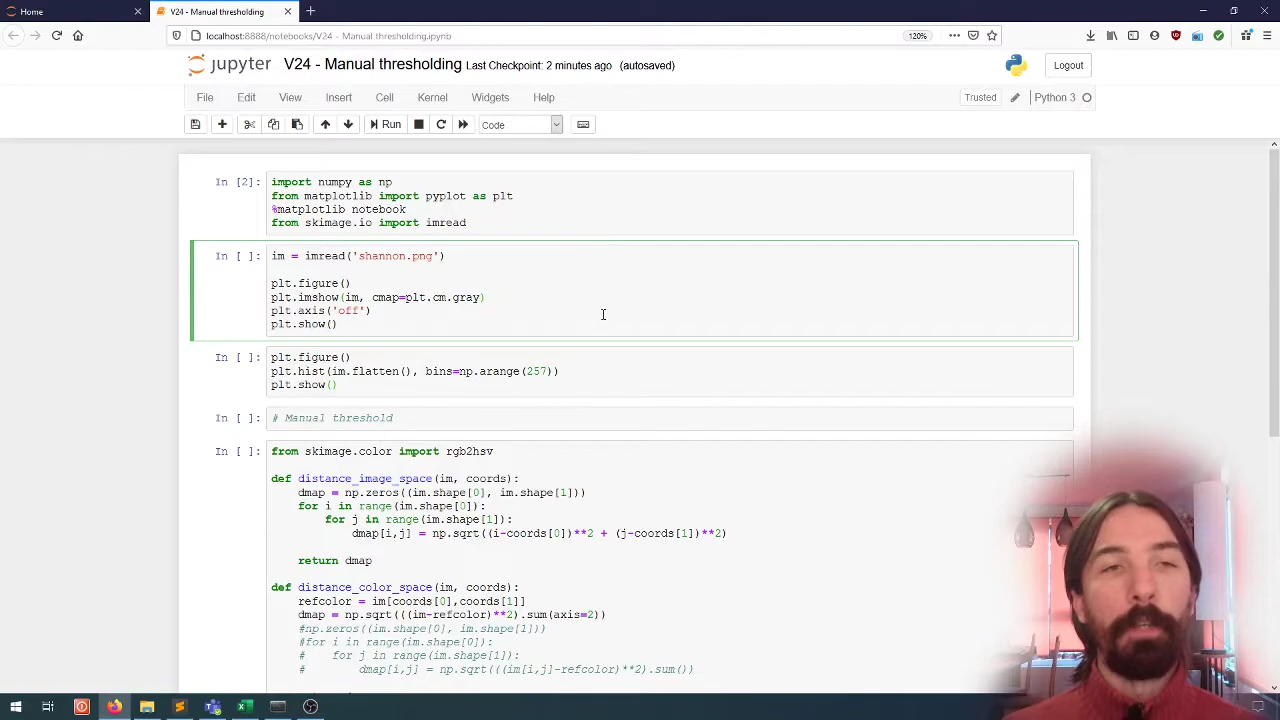 Home
V24 - Manual thresholding
localhost:8888/notebooks/V24 - Manual thresholding.ipynb
120%
jupyter V24 - Manual thresholding Last Checkpoint: 2 minutes ago (autosaved)
Logout
File Edit View Insert Cell Kernel Widgets Help
Trusted
Python 3
Run
Code
In [2]: import numpy as np
from matplotlib import pyplot as plt
%matplotlib notebook
from skimage.io import imread
In [ ]: im = imread('shannon.png')
plt.figure()
plt.imshow(im, cmap=plt.cm.gray)
plt.axis('off')
plt.show()
In [ ]: plt.figure()
plt.hist(im.flatten(), bins=np.arange(257))
plt.show()
In [ ]: # Manual threshold
In [ ]: from skimage.color import rgb2hsv
def distance_image_space(im, coords):
dmap = np.zeros((im.shape[0], im.shape[1]))
for i in range(im.shape[0]):
for j in range(im.shape[1]):
dmap[i,j] = np.sqrt((i-coords[0])**2 + (j-coords[1])**2)
return dmap
def distance_color_space(im, coords):
refcolor = im[coords[0],coords[1]]
dmap = np.sqrt(((im-refcolor)**2).sum(axis=2))
#np.zeros((im.shape[0], im.shape[1]))
#for i in range(im.shape[0]):
# for j in range(im.shape[1]):
# dmap[i,j] = np.sqrt(((im[i,j]-refcolor)**2).sum())